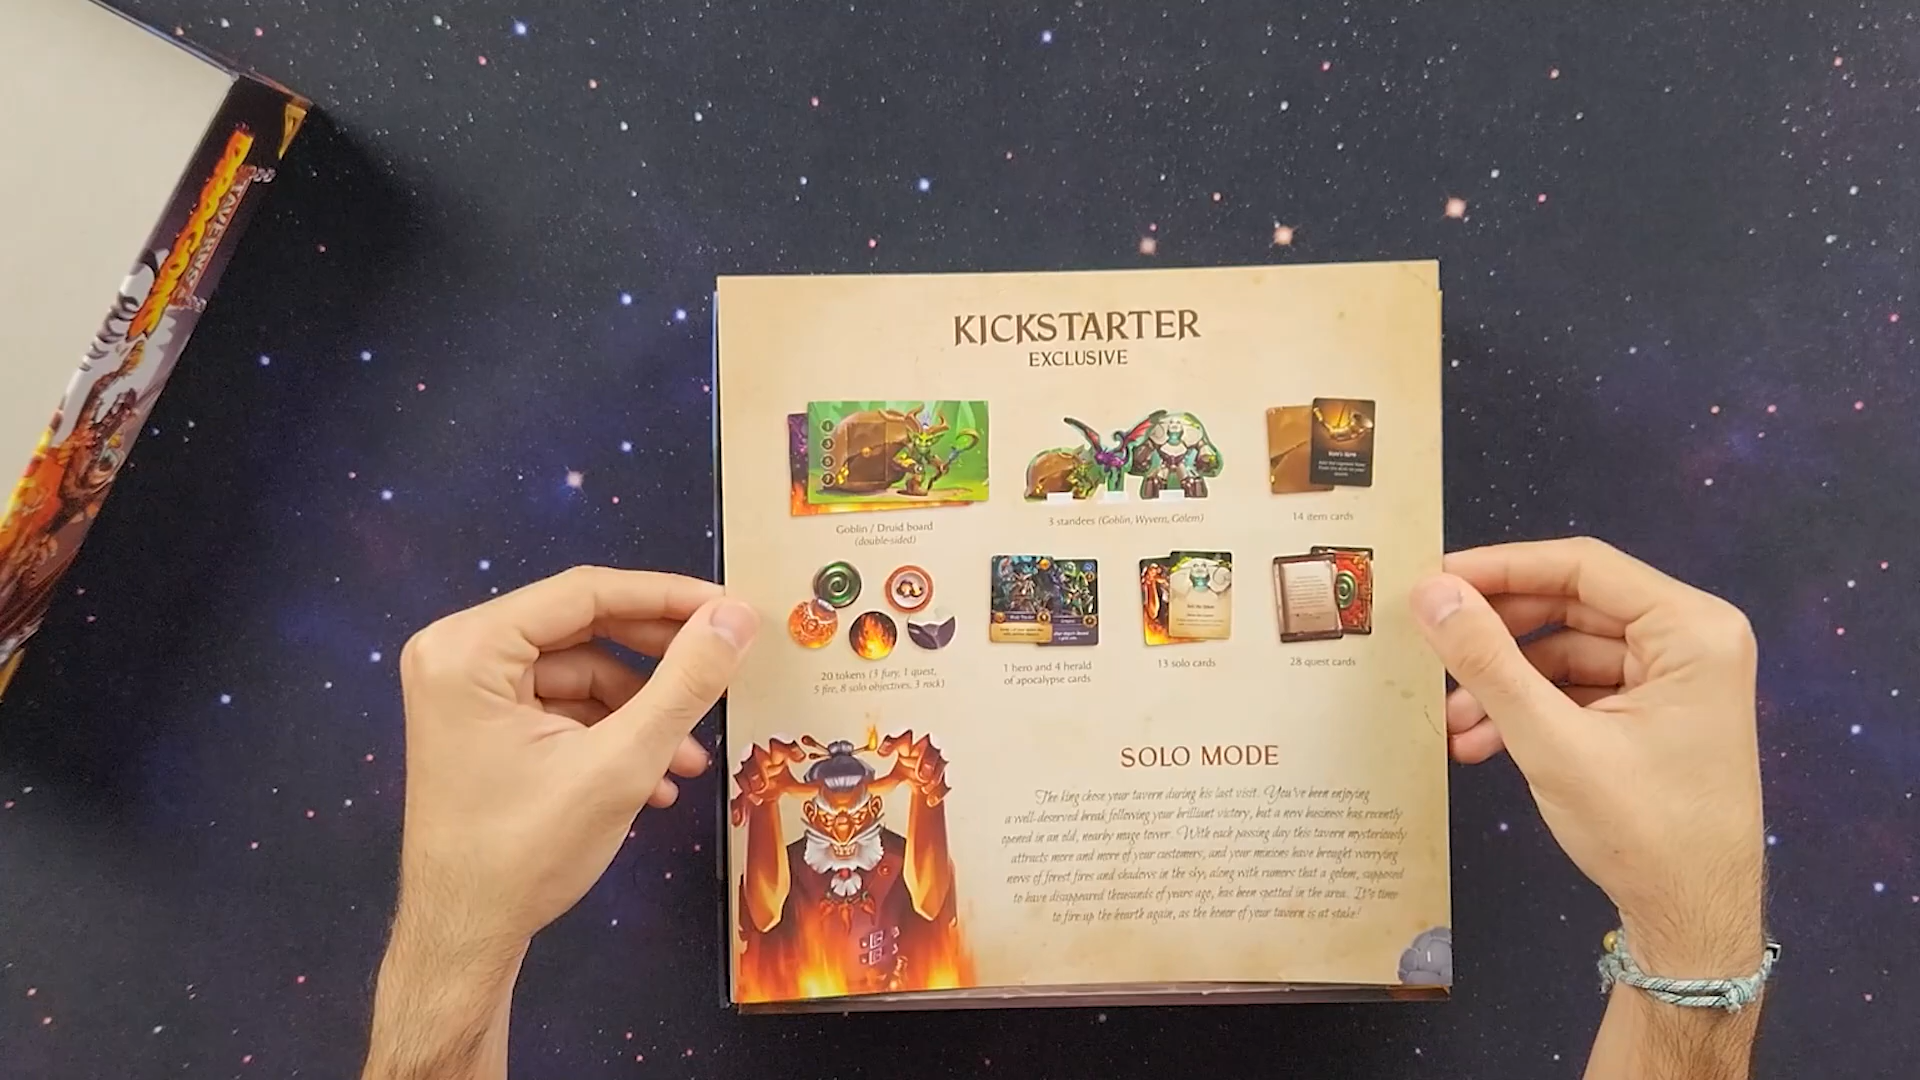 TAVERNS
KICKSTARTER
EXCLUSIVE
Goblin / Druid board
(double-sided)
3 standees (Goblin, Wyvern, Golem)
14 item cards
20 tokens (3 fury, 1 quest,
5 fire, 8 solo objectives, 3 rock)
1 hero and 4 herald
of apocalypse cards
13 solo cards
28 quest cards
SOLO MODE
The king chose your tavern during his last visit. You've been enjoying
a well-deserved break following your brilliant victory, but a new business has recently
opened in an old, nearby mage tower. With each passing day this tavern mysteriously
attracts more and more of your customers, and your minions have brought worrying
news of forest fires and shadows in the sky, along with rumors that a golem, supposed
to have disappeared thousands of years ago, has been spotted in the area. It's time
to fire up the hearth again, as the honor of your tavern is at stake!
1